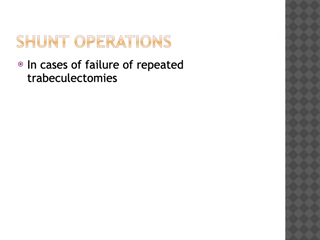 SHUNT OPERATIONS
In cases of failure of repeated
trabeculectomies